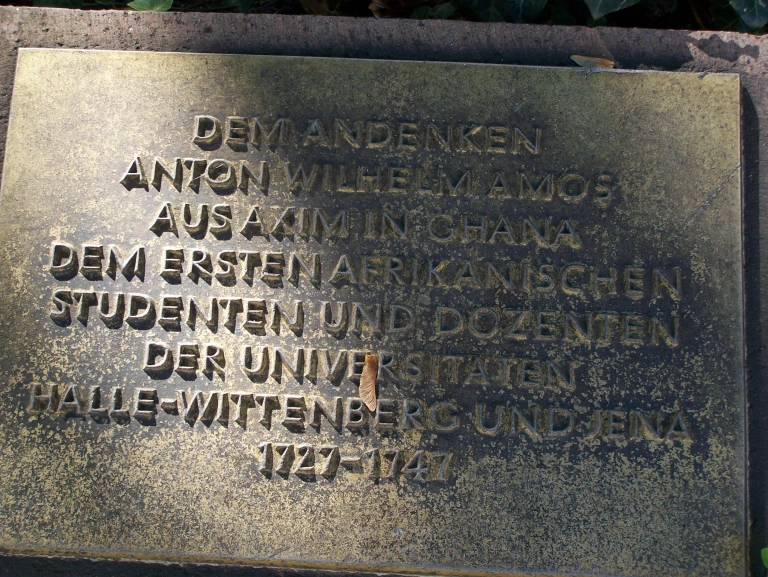 DEM ANDENKEN
ANTON WILHELM AMOS
AUS AXIM IN GHANA
DEM ERSTEN AFRIKANISCHEN
STUDENTEN UND DOZENTEN
DER UNIVERSITÄTEN
HALLE-WITTENBERG UND JENA
1727-1747